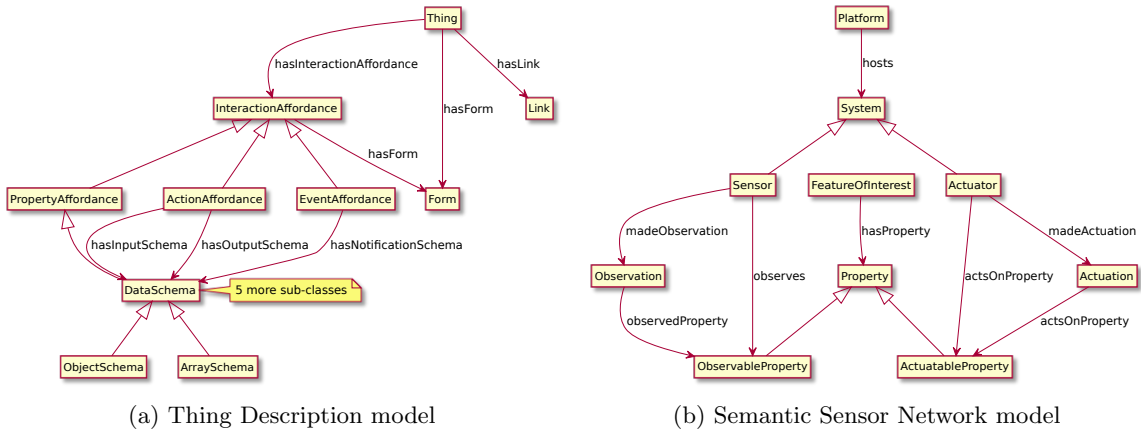 Thing
hasInteractionAffordance
hasLink
InteractionAffordance
Link
hasForm
hasForm
PropertyAffordance
ActionAffordance
EventAffordance
Form
hasInputSchema
hasOutputSchema
hasNotificationSchema
DataSchema
5 more sub-classes
ObjectSchema
ArraySchema
(a) Thing Description model
Platform
hosts
System
Sensor
FeatureOfInterest
Actuator
madeObservation
hasProperty
madeActuation
Observation
observes
Property
actsOnProperty
Actuation
observedProperty
actsOnProperty
ObservableProperty
ActuatableProperty
(b) Semantic Sensor Network model